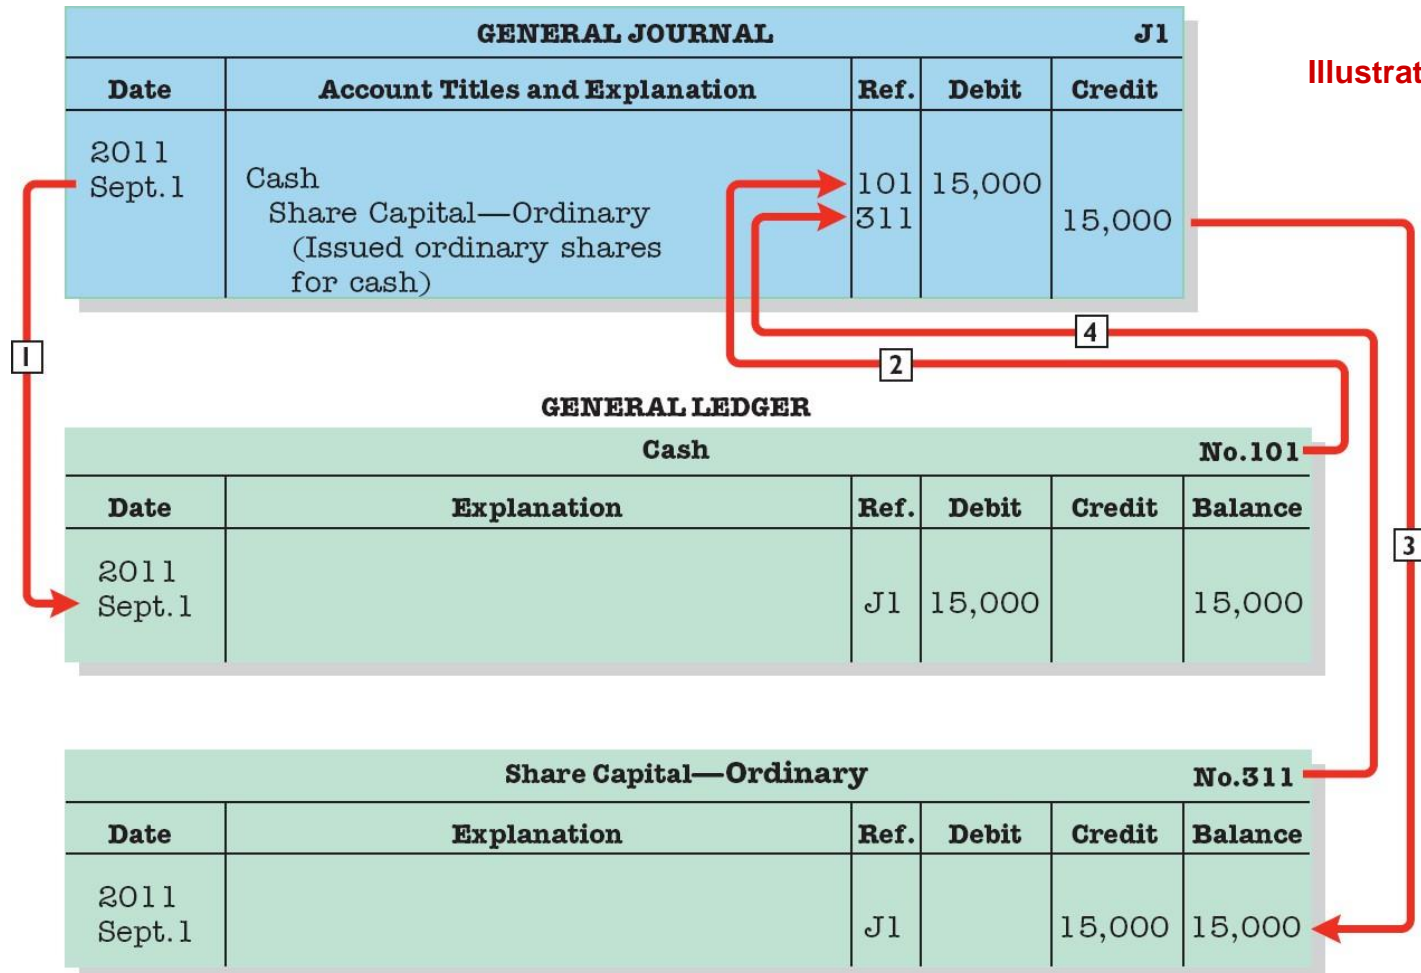 GENERAL JOURNAL J1
Illustrat
Date Account Titles and Explanation Ref. Debit Credit
2011
Sept. 1 Cash 101 15,000
Share Capital—Ordinary 311 15,000
(Issued ordinary shares
for cash)
4
1
2
GENERAL LEDGER
Cash No.101
Date Explanation Ref. Debit Credit Balance
3
2011
Sept. 1 J1 15,000 15,000
Share Capital—Ordinary No.311
Date Explanation Ref. Debit Credit Balance
2011
Sept. 1 J1 15,000 15,000